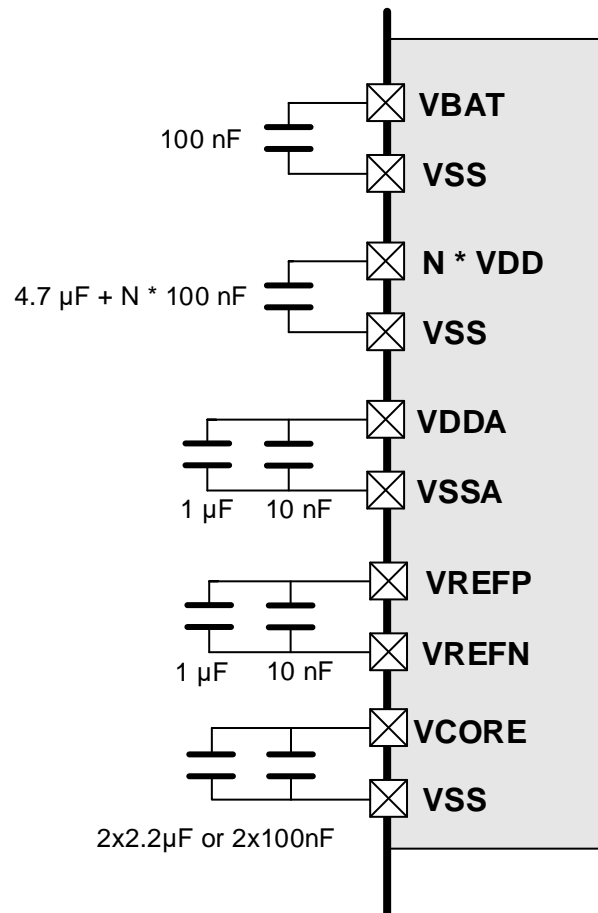 VBAT
100 nF
VSS
N * VDD
4.7 µF + N * 100 nF
VSS
VDDA
VSSA
1 µF 10 nF
VREFP
VREFN
1 µF 10 nF
VCORE
VSS
2x2.2µF or 2x100nF